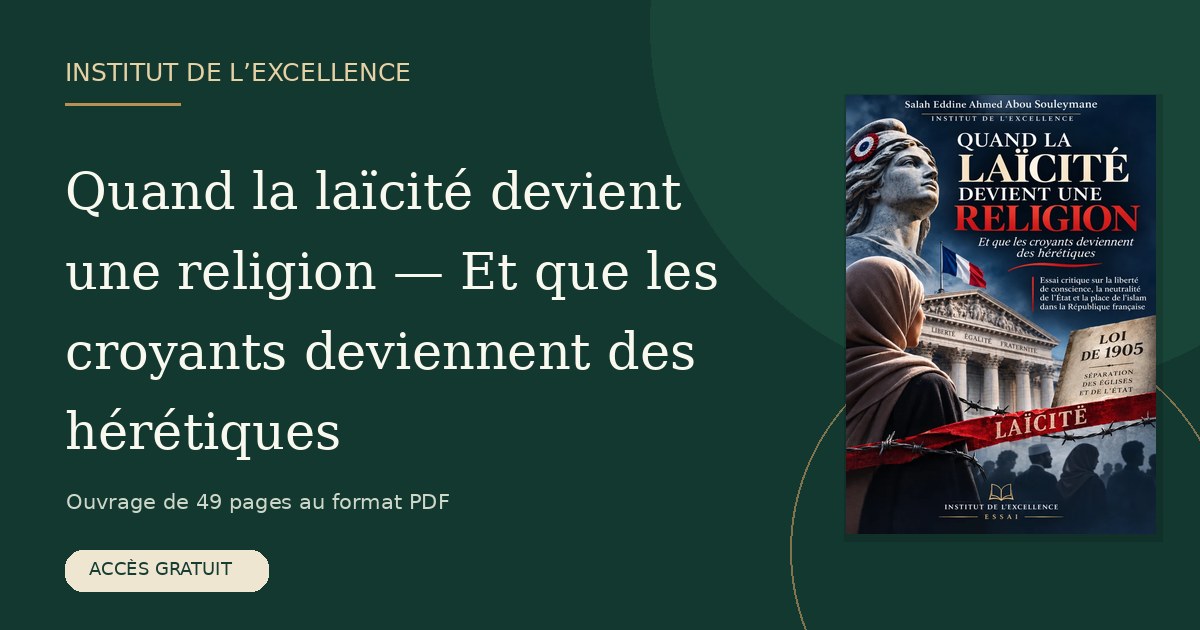 INSTITUT DE L’EXCELLENCE
Quand la laïcité devient
une religion — Et que les
croyants deviennent des
hérétiques
Ouvrage de 49 pages au format PDF
ACCÈS GRATUIT
Salah Eddine Ahmed Abou Souleymane
INSTITUT DE L'EXCELLENCE
QUAND LA
LAÏCITÉ
DEVIENT UNE
RELIGION
Et que les croyants deviennent
des hérétiques
Essai critique sur la liberté
de conscience, la neutralité
de l'État et la place de l'islam
dans la République française
LIBERTÉ ÉGALITÉ FRATERNITÉ
LOI
DE 1905
SÉPARATION
DES ÉGLISES
ET DE L'ÉTAT
LAÏCITÉ
INSTITUT DE L'EXCELLENCE
ESSAI